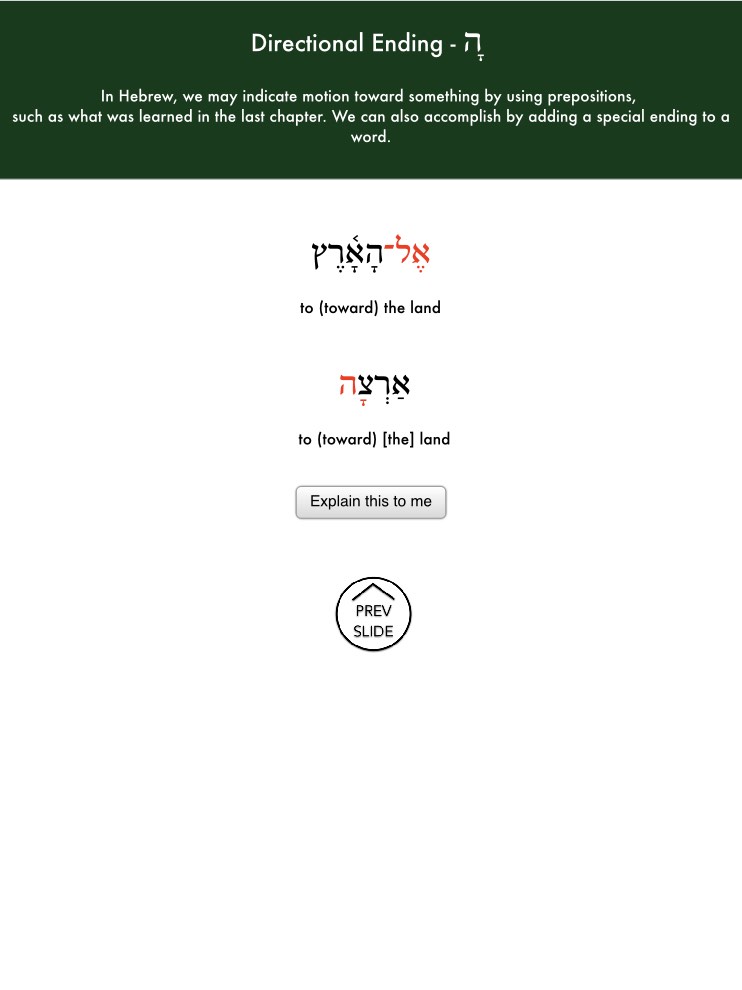 Directional Ending - הָ
In Hebrew, we may indicate motion toward something by using prepositions,
such as what was learned in the last chapter. We can also accomplish by adding a special ending to a
word.
אֶל־הָאָ֫רֶץ
to (toward) the land
אַרְצָה
to (toward) [the] land
Explain this to me
PREV
SLIDE